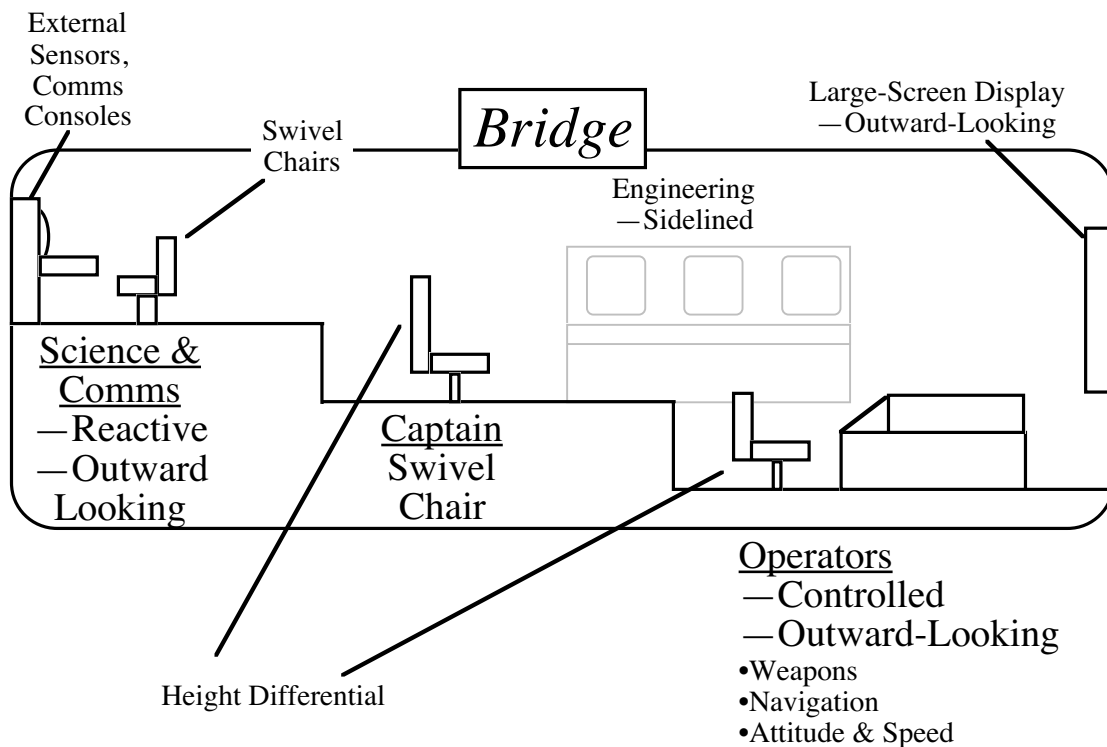 External
Sensors,
Comms
Consoles
Swivel
Chairs
Bridge
Large-Screen Display
—Outward-Looking
Engineering
—Sidelined
Science &
Comms
—Reactive
—Outward
Looking
Captain
Swivel
Chair
Operators
—Controlled
—Outward-Looking
•Weapons
•Navigation
•Attitude & Speed
Height Differential